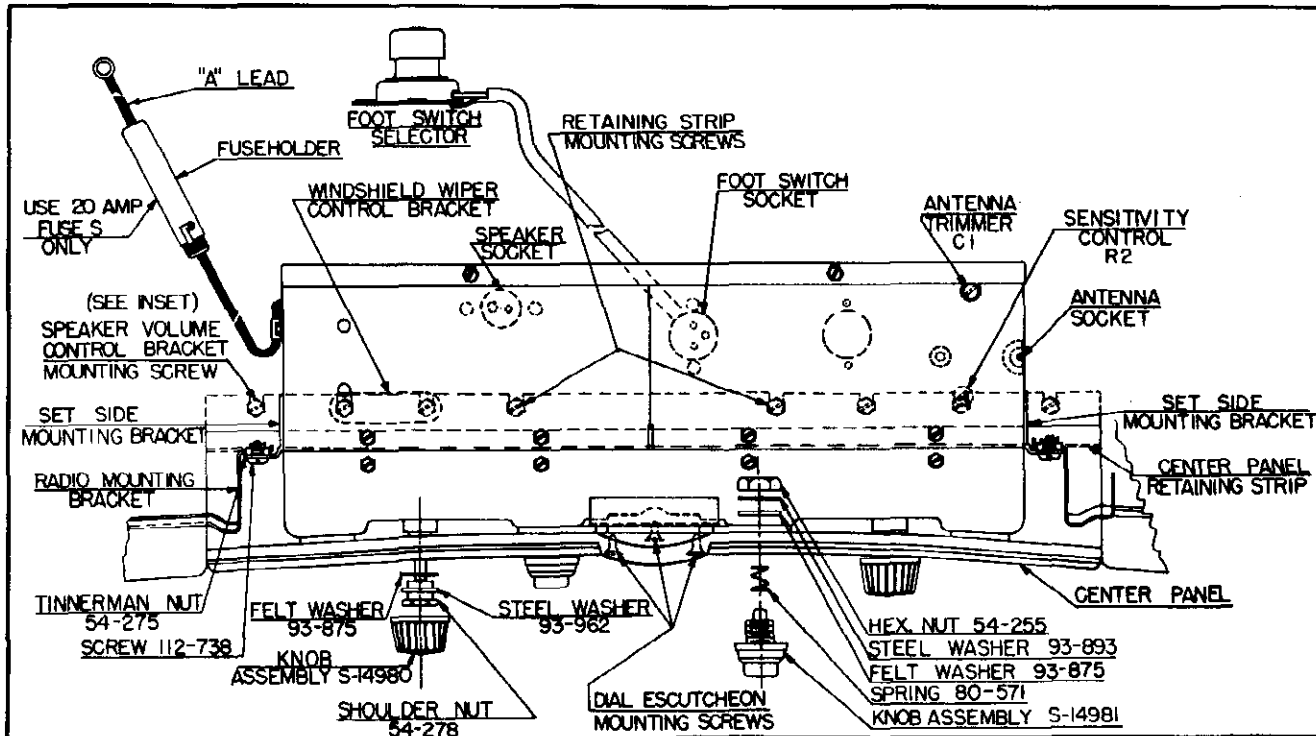 "A" LEAD
FUSEHOLDER
USE 20 AMP
FUSES
ONLY
FOOT SWITCH
SELECTOR
RETAINING STRIP
MOUNTING SCREWS
WINDSHIELD WIPER
CONTROL BRACKET
SPEAKER
SOCKET
FOOT SWITCH
SOCKET
ANTENNA
TRIMMER
C1
SENSITIVITY
CONTROL
R2
ANTENNA
SOCKET
(SEE INSET)
SPEAKER VOLUME
CONTROL BRACKET
MOUNTING SCREW
SET SIDE
MOUNTING BRACKET
SET SIDE
MOUNTING BRACKET
RADIO MOUNTING
BRACKET
CENTER PANEL
RETAINING STRIP
TINNERMAN NUT
54-275
SCREW 112-738
FELT WASHER
93-875
STEEL WASHER
93-962
KNOB
ASSEMBLY S-14980
SHOULDER NUT
54-278
DIAL ESCUTCHEON
MOUNTING SCREWS
CENTER PANEL
HEX. NUT 54-255
STEEL WASHER 93-893
FELT WASHER 93-875
SPRING 80-571
KNOB ASSEMBLY S-14981